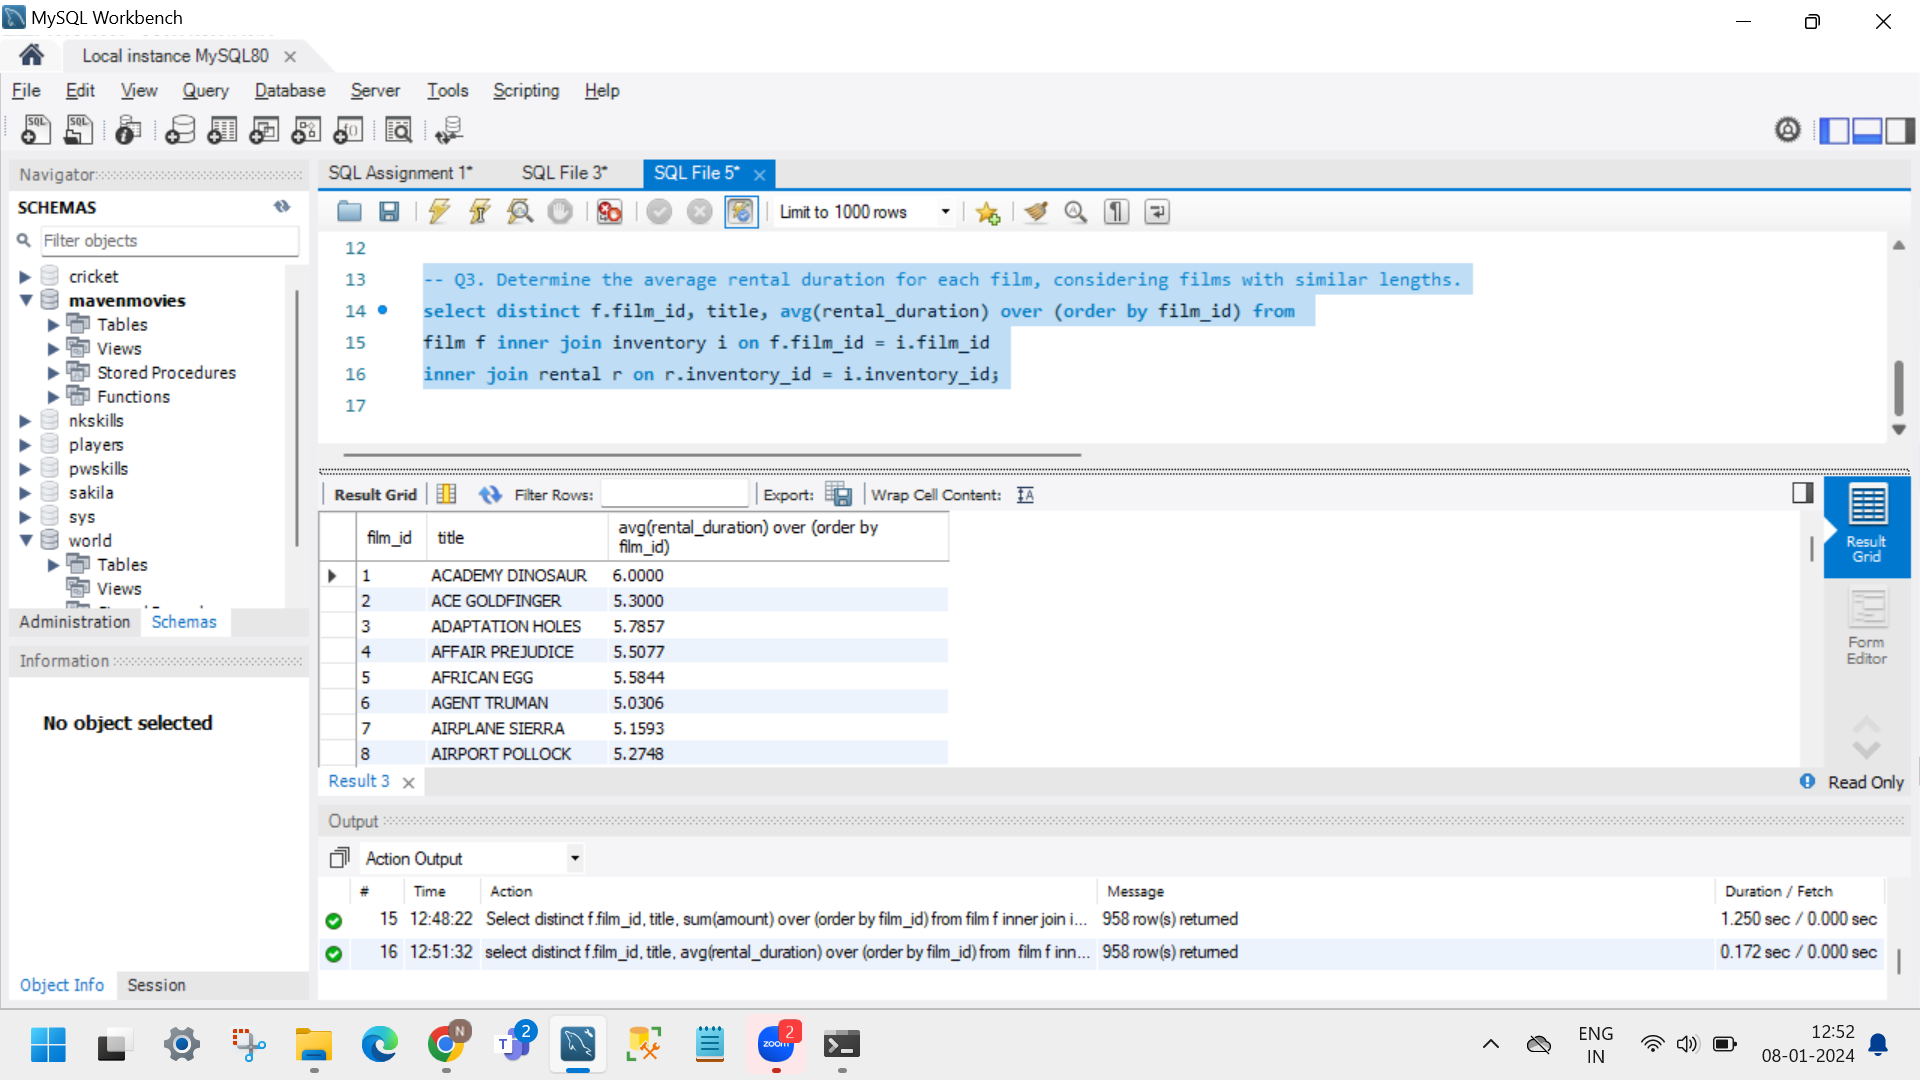 MySQL Workbench
Local instance MySQL80
File Edit View Query Database Server Tools Scripting Help
Navigator
SCHEMAS
Filter objects
cricket
mavenmovies
Tables
Views
Stored Procedures
Functions
nkskills
players
pwskills
sakila
sys
world
Tables
Views
Administration Schemas
Information
No object selected
Object Info Session
SQL Assignment 1* SQL File 3* SQL File 5*
Limit to 1000 rows
12
13 -- Q3. Determine the average rental duration for each film, considering films with similar lengths.
14 select distinct f.film_id, title, avg(rental_duration) over (order by film_id) from
15 film f inner join inventory i on f.film_id = i.film_id
16 inner join rental r on r.inventory_id = i.inventory_id;
17
Result Grid Filter Rows: Export: Wrap Cell Content: IA
film_id title avg(rental_duration) over (order by
film_id)
1 ACADEMY DINOSAUR 6.0000
2 ACE GOLDFINGER 5.3000
3 ADAPTATION HOLES 5.7857
4 AFFAIR PREJUDICE 5.5077
5 AFRICAN EGG 5.5844
6 AGENT TRUMAN 5.0306
7 AIRPLANE SIERRA 5.1593
8 AIRPORT POLLOCK 5.2748
Result
Grid
Form
Editor
Result 3 Read Only
Output
Action Output
# Time Action Message Duration / Fetch
15 12:48:22 Select distinct f.film_id, title, sum(amount) over (order by film_id) from film f inner join i... 958 row(s) returned 1.250 sec / 0.000 sec
16 12:51:32 select distinct f.film_id, title, avg(rental_duration) over (order by film_id) from film f inn... 958 row(s) returned 0.172 sec / 0.000 sec
N 2 zoom 2
ENG
IN
12:52
08-01-2024